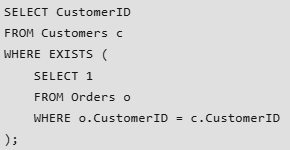 SELECT CustomerID
FROM Customers c
WHERE EXISTS (
    SELECT 1
    FROM Orders o
    WHERE o.CustomerID = c.CustomerID
);